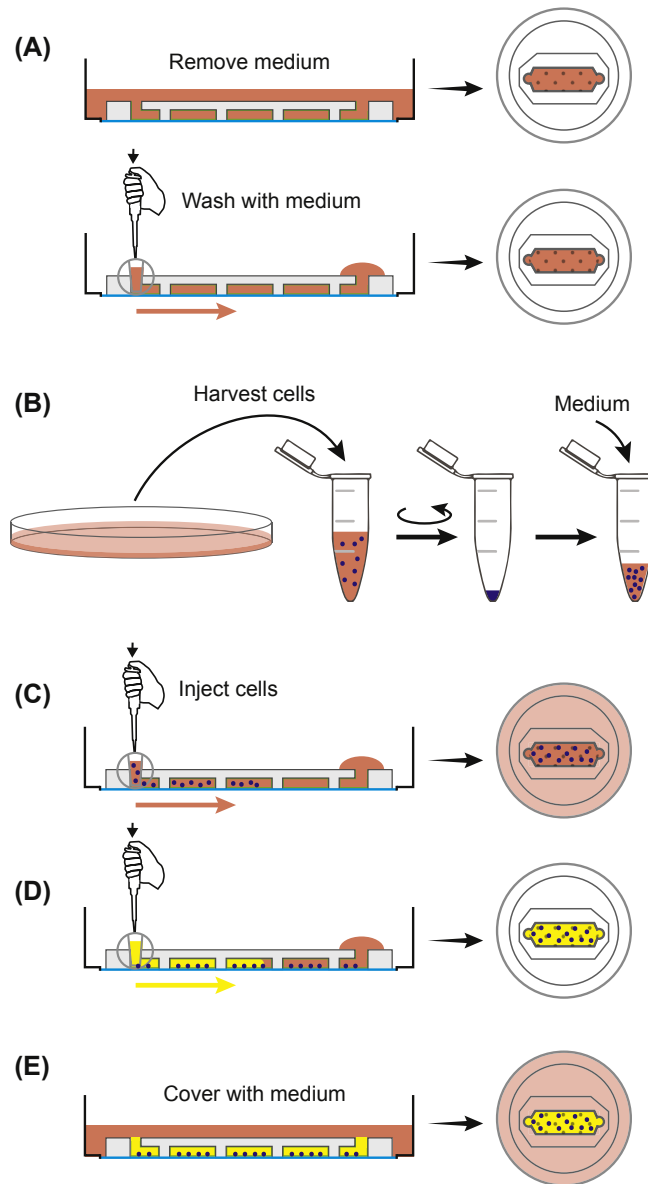 (A)
Remove medium
Wash with medium
(B)
Harvest cells
Medium
(C)
Inject cells
(D)
(E)
Cover with medium